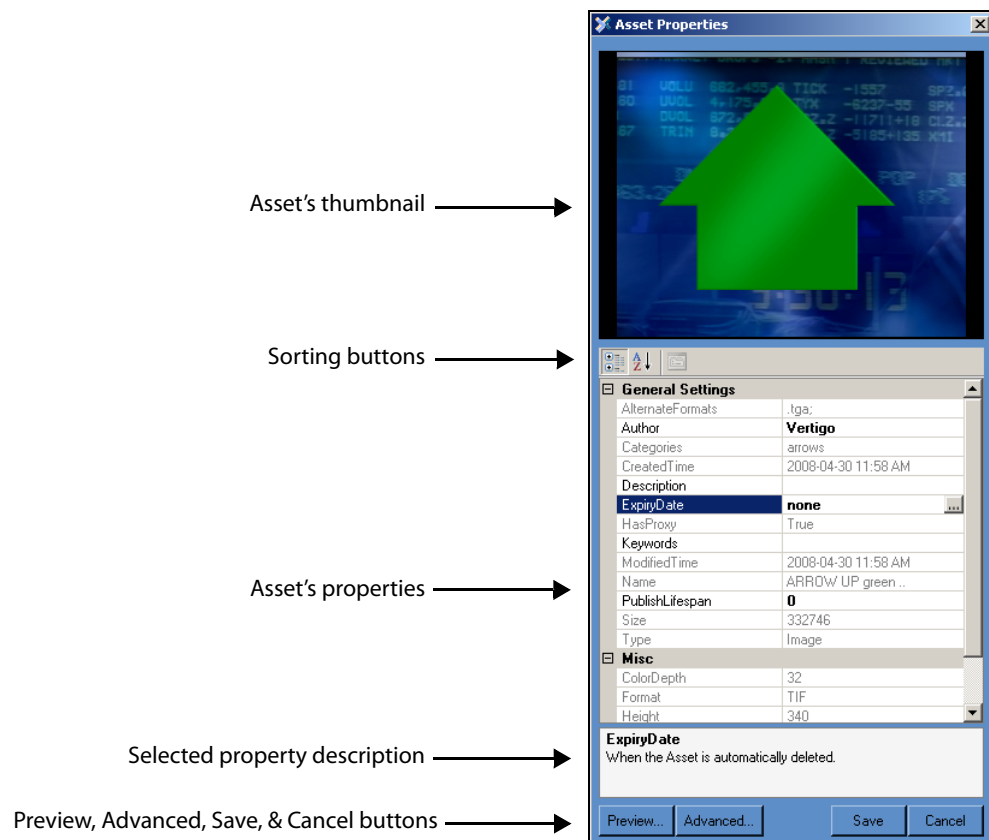 Asset Properties
Asset's thumbnail
Sorting buttons
General Settings
AlternateFormats .tga;
Author Vertigo
Categories arrows
CreatedTime 2008-04-30 11:58 AM
Description
ExpiryDate none ...
HasProxy True
Keywords
ModifiedTime 2008-04-30 11:58 AM
Asset's properties
Name ARROW UP green ..
PublishLifespan 0
Size 332746
Type Image
Misc
ColorDepth 32
Format TIF
Height 340
Selected property description
ExpiryDate
When the Asset is automatically deleted.
Preview, Advanced, Save, & Cancel buttons
Preview... Advanced... Save Cancel